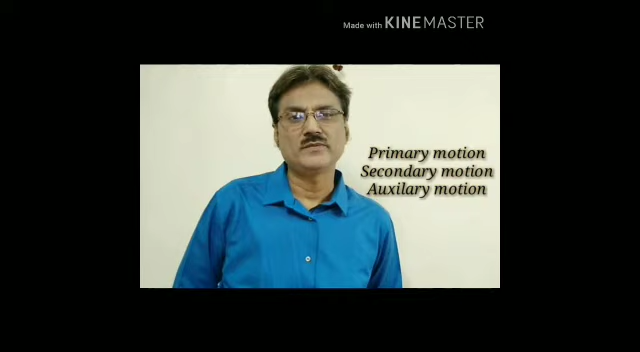 Made with KINEMASTER
Primary motion
Secondary motion
Auxilary motion